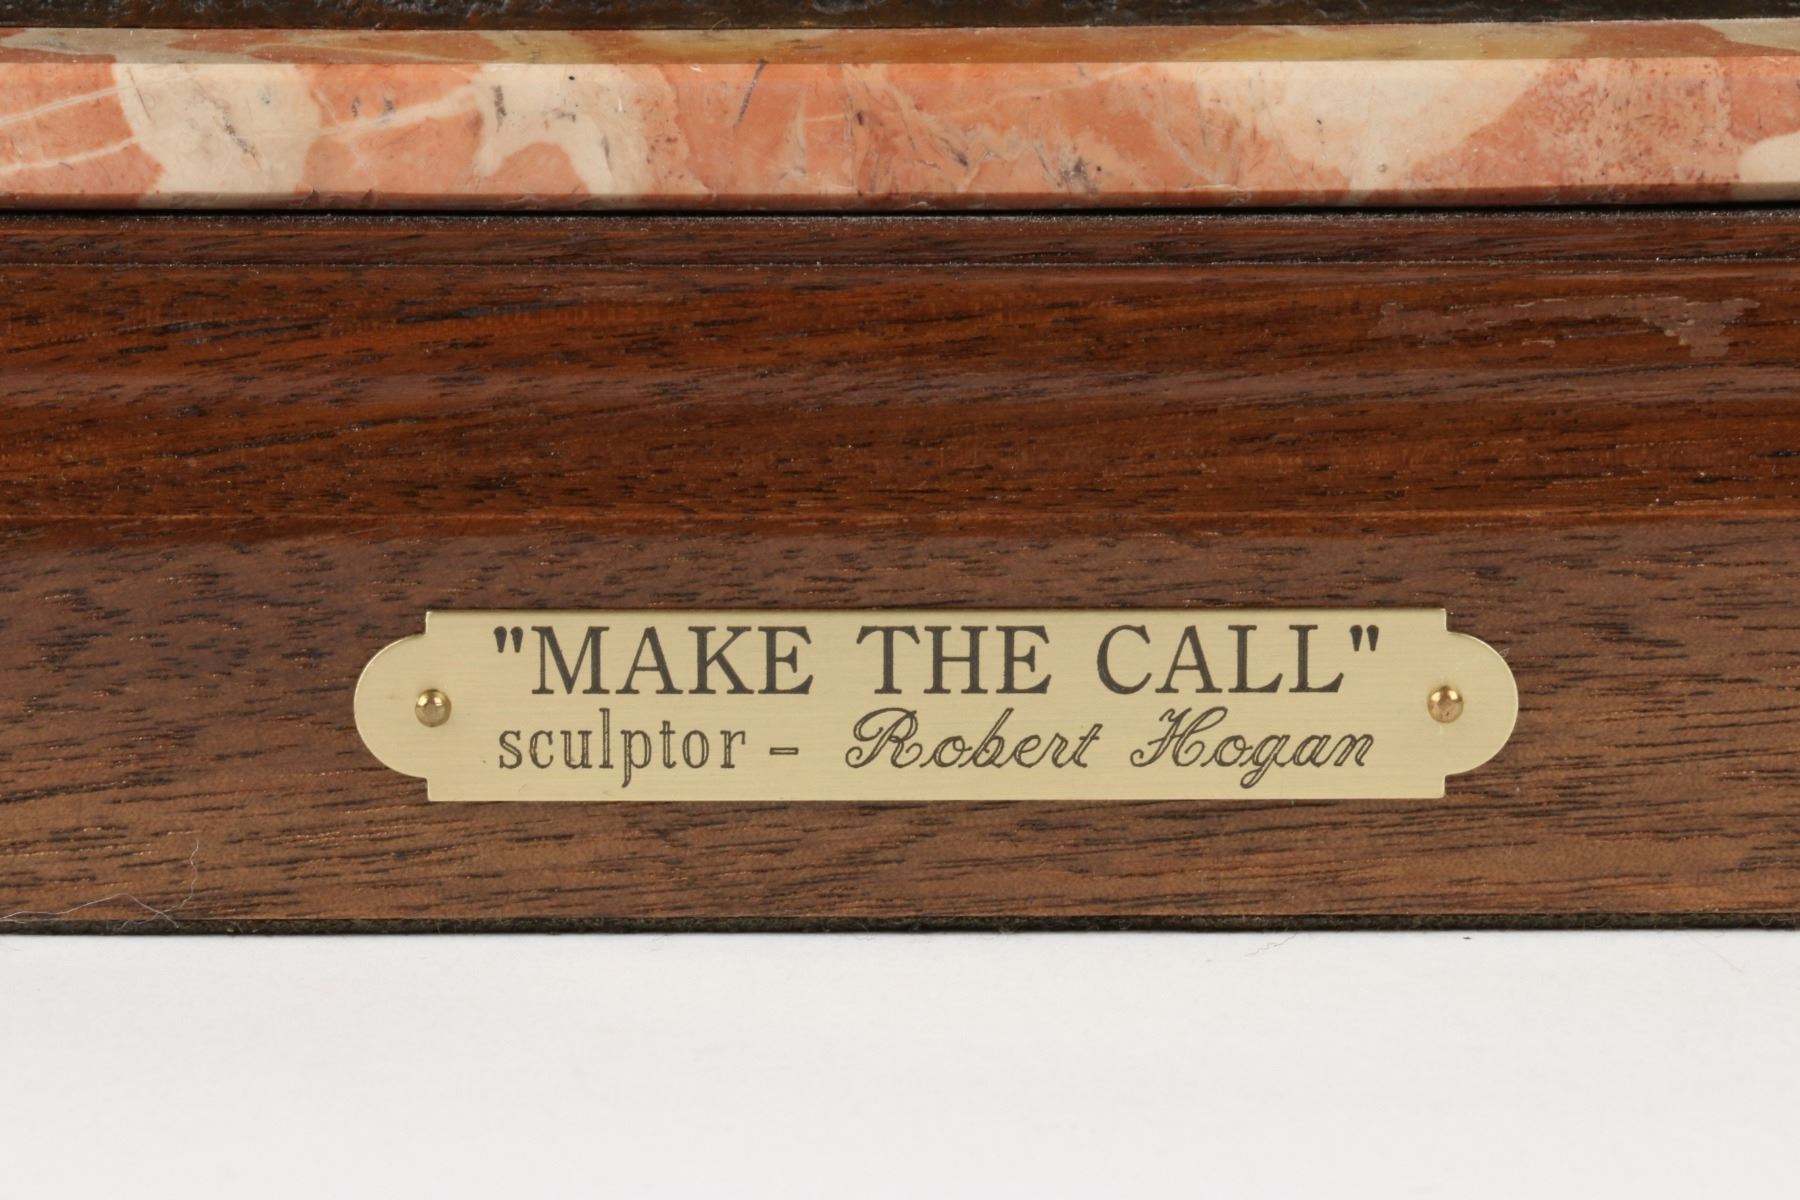 "MAKE THE CALL"
sculptor - Robert Hogan